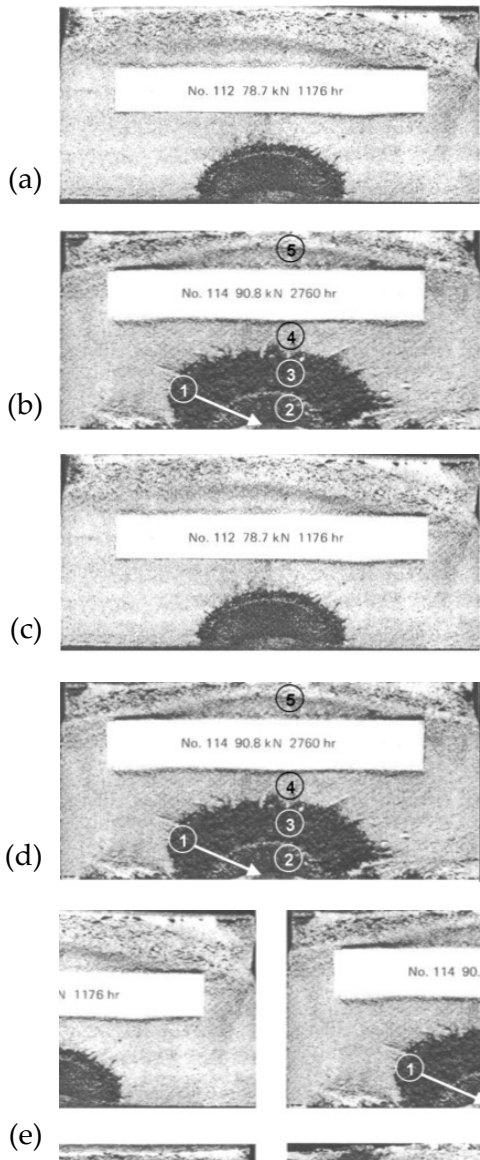 No. 112 78.7 kN 1176 hr
(a)
5
No. 114 90.8 kN 2760 hr
4
3
1
2
(b)
No. 112 78.7 kN 1176 hr
(c)
5
No. 114 90.8 kN 2760 hr
4
3
1
2
(d)
N 1176 hr
No. 114 90.
1
(e)